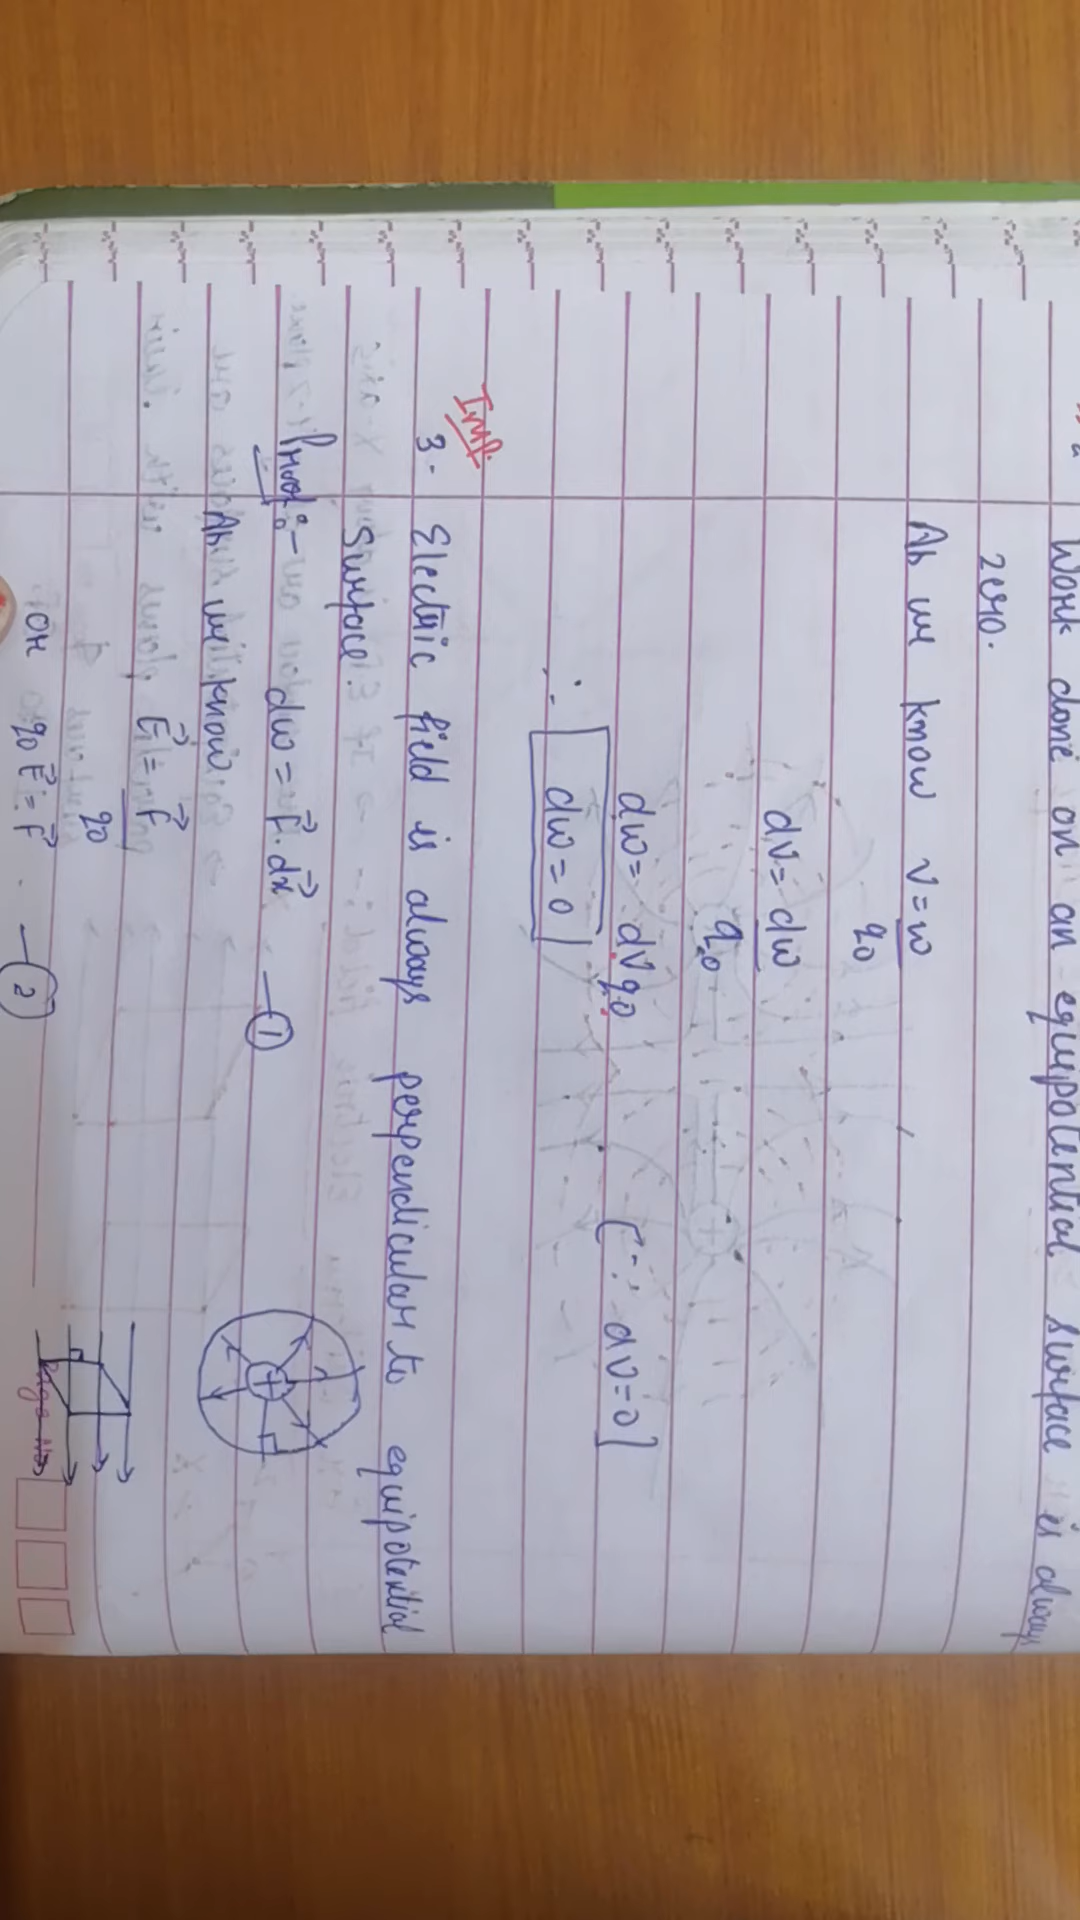 Work done on an equipotential surface is always
zero.
As we know V = w
q0
dV = dw
q0
dw = dV q0 [∵ dV = 0]
∴ dw = 0
Imp.
3. Electric field is always perpendicular to equipotential
Surface.
Proof:- dw = F⃗.dx⃗ — ①
As we know
E⃗ = F⃗
q0
or q0 E⃗ = F⃗ — ②
Page No.